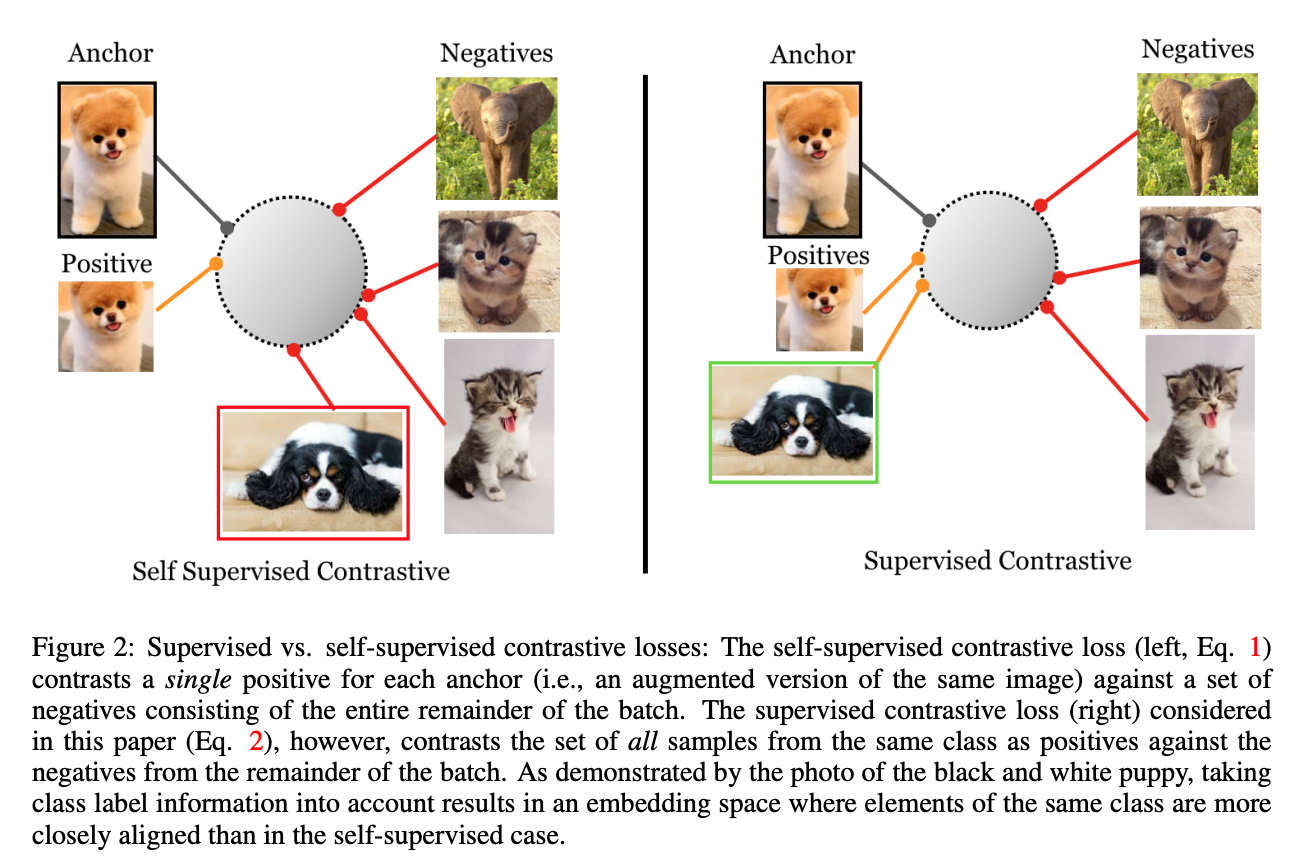 Anchor
Negatives
Positive
Self Supervised Contrastive
Anchor
Negatives
Positives
Supervised Contrastive
Figure 2: Supervised vs. self-supervised contrastive losses: The self-supervised contrastive loss (left, Eq. 1)
contrasts a single positive for each anchor (i.e., an augmented version of the same image) against a set of
negatives consisting of the entire remainder of the batch. The supervised contrastive loss (right) considered
in this paper (Eq. 2), however, contrasts the set of all samples from the same class as positives against the
negatives from the remainder of the batch. As demonstrated by the photo of the black and white puppy, taking
class label information into account results in an embedding space where elements of the same class are more
closely aligned than in the self-supervised case.